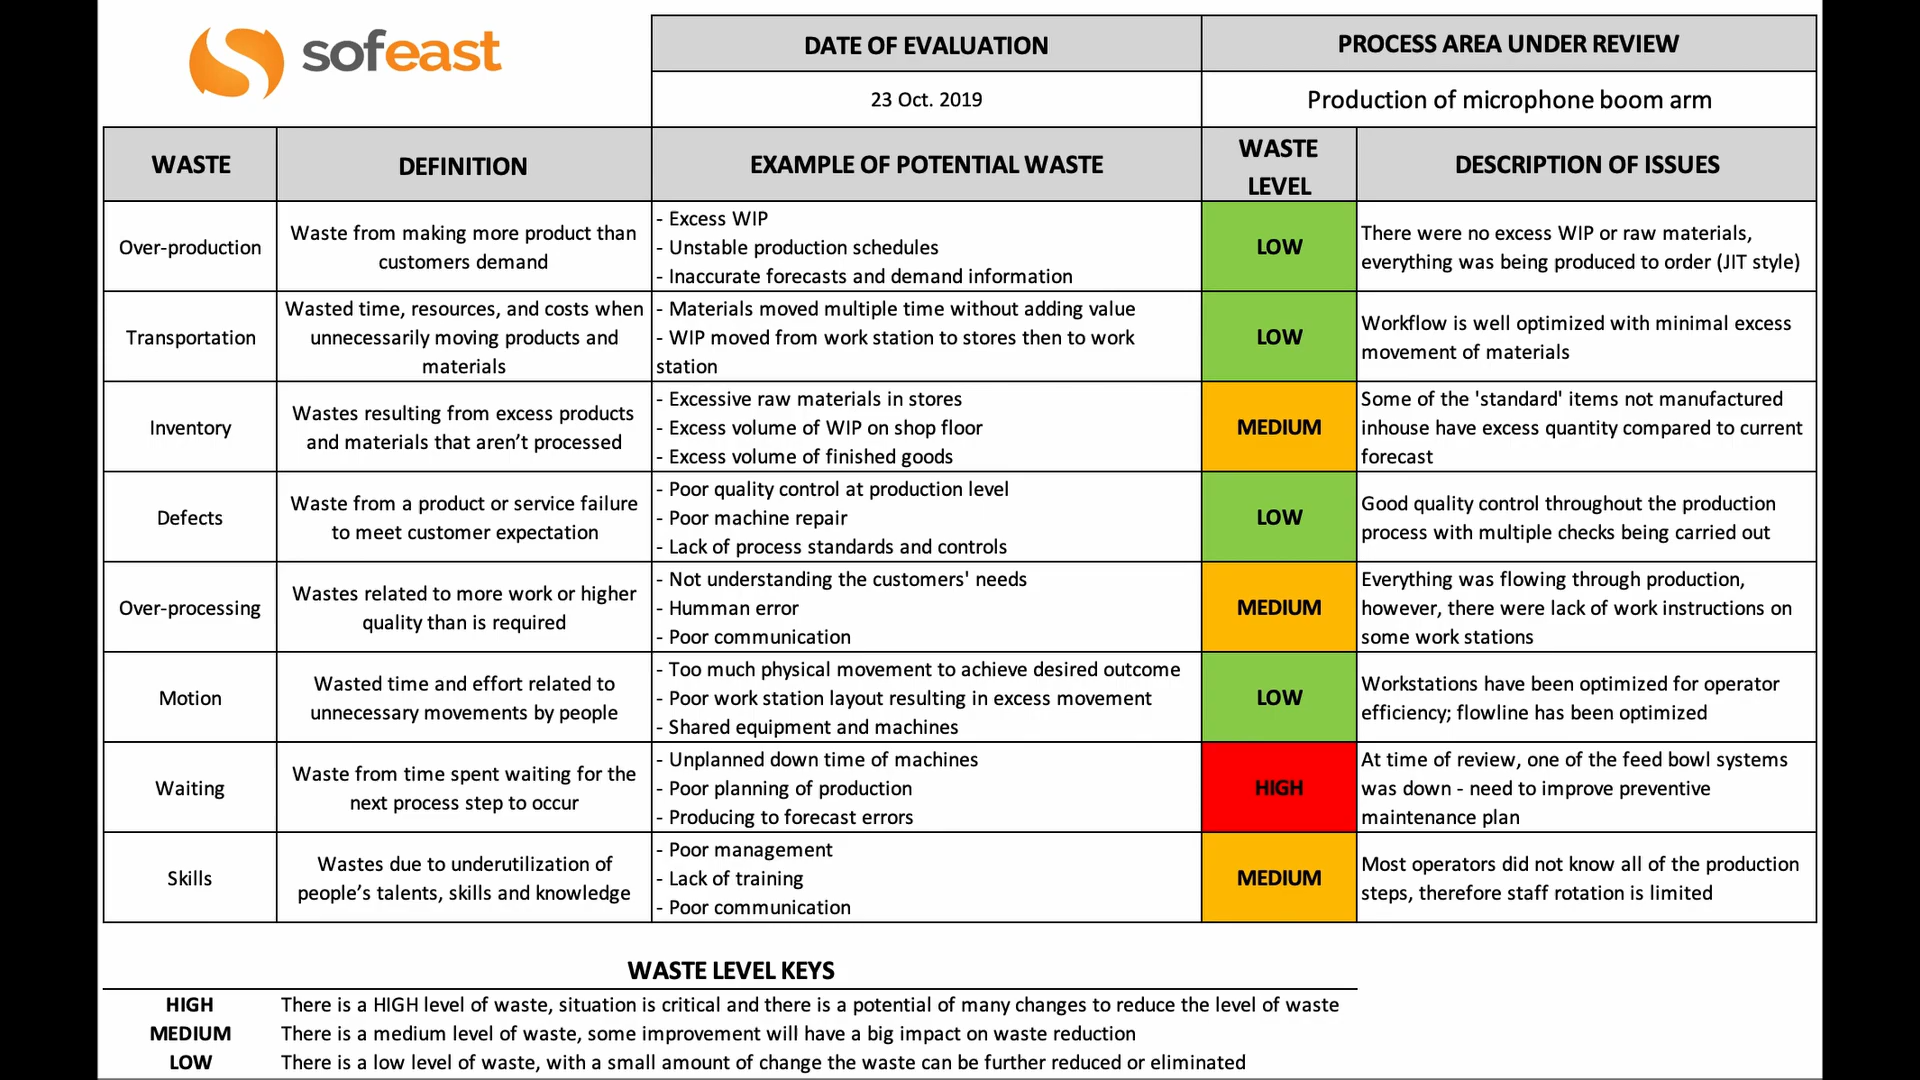 sofeast
DATE OF EVALUATION
PROCESS AREA UNDER REVIEW
23 Oct. 2019
Production of microphone boom arm
WASTE
DEFINITION
EXAMPLE OF POTENTIAL WASTE
WASTE
LEVEL
DESCRIPTION OF ISSUES
Over-production
Waste from making more product than
customers demand
- Excess WIP
- Unstable production schedules
- Inaccurate forecasts and demand information
LOW
There were no excess WIP or raw materials,
everything was being produced to order (JIT style)
Transportation
Wasted time, resources, and costs when
unnecessarily moving products and
materials
- Materials moved multiple time without adding value
- WIP moved from work station to stores then to work
station
LOW
Workflow is well optimized with minimal excess
movement of materials
Inventory
Wastes resulting from excess products
and materials that aren’t processed
- Excessive raw materials in stores
- Excess volume of WIP on shop floor
- Excess volume of finished goods
MEDIUM
Some of the 'standard' items not manufactured
inhouse have excess quantity compared to current
forecast
Defects
Waste from a product or service failure
to meet customer expectation
- Poor quality control at production level
- Poor machine repair
- Lack of process standards and controls
LOW
Good quality control throughout the production
process with multiple checks being carried out
Over-processing
Wastes related to more work or higher
quality than is required
- Not understanding the customers' needs
- Humman error
- Poor communication
MEDIUM
Everything was flowing through production,
however, there were lack of work instructions on
some work stations
Motion
Wasted time and effort related to
unnecessary movements by people
- Too much physical movement to achieve desired outcome
- Poor work station layout resulting in excess movement
- Shared equipment and machines
LOW
Workstations have been optimized for operator
efficiency; flowline has been optimized
Waiting
Waste from time spent waiting for the
next process step to occur
- Unplanned down time of machines
- Poor planning of production
- Producing to forecast errors
HIGH
At time of review, one of the feed bowl systems
was down - need to improve preventive
maintenance plan
Skills
Wastes due to underutilization of
people’s talents, skills and knowledge
- Poor management
- Lack of training
- Poor communication
MEDIUM
Most operators did not know all of the production
steps, therefore staff rotation is limited
WASTE LEVEL KEYS
HIGH There is a HIGH level of waste, situation is critical and there is a potential of many changes to reduce the level of waste
MEDIUM There is a medium level of waste, some improvement will have a big impact on waste reduction
LOW There is a low level of waste, with a small amount of change the waste can be further reduced or eliminated